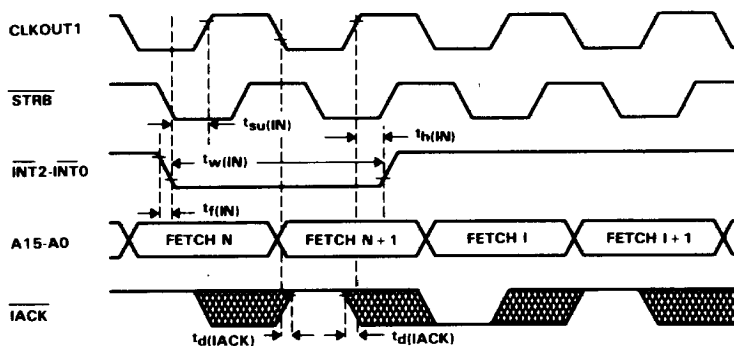 CLKOUT1
STRB
tsu(IN)
th(IN)
INT2-INT0
tw(IN)
tf(IN)
A15-A0 FETCH N FETCH N + 1 FETCH I FETCH I + 1
IACK
td(IACK) td(IACK)